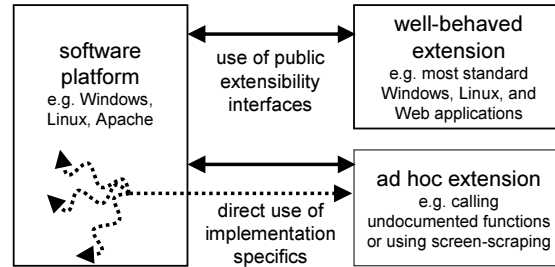 software
platform
e.g. Windows,
Linux, Apache
use of public
extensibility
interfaces
well-behaved
extension
e.g. most standard
Windows, Linux, and
Web applications
direct use of
implementation
specifics
ad hoc extension
e.g. calling
undocumented functions
or using screen-scraping